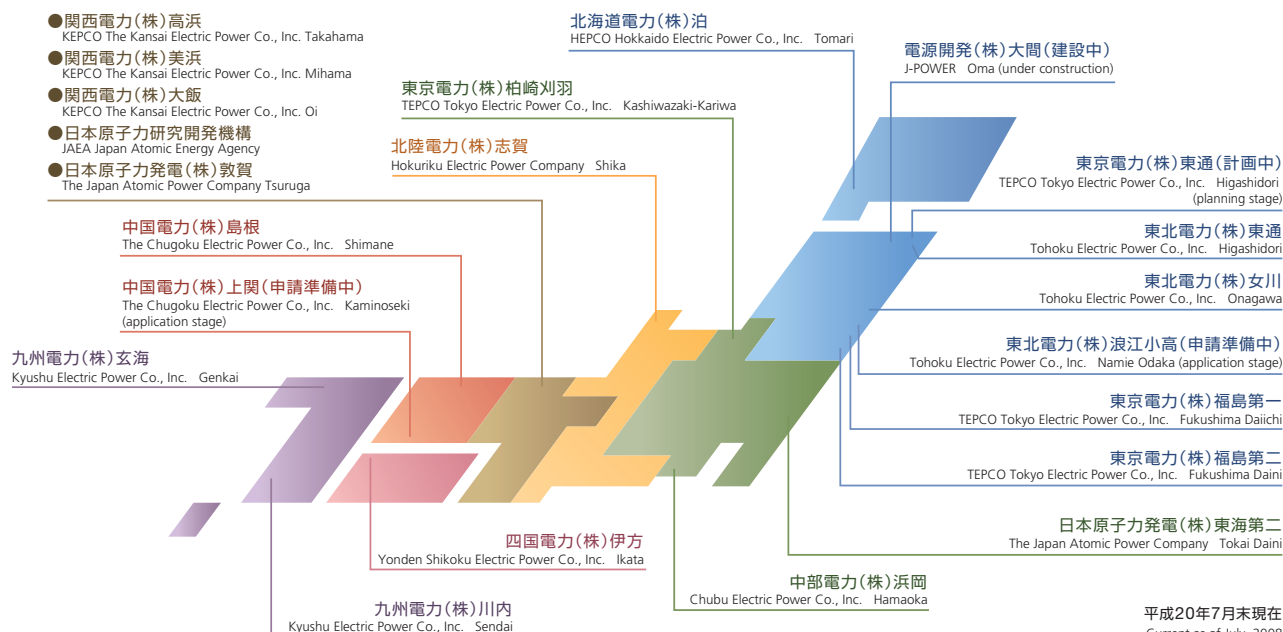 ●関西電力(株)高浜
KEPCO The Kansai Electric Power Co., Inc. Takahama
●関西電力(株)美浜
KEPCO The Kansai Electric Power Co., Inc. Mihama
●関西電力(株)大飯
KEPCO The Kansai Electric Power Co., Inc. Oi
●日本原子力研究開発機構
JAEA Japan Atomic Energy Agency
●日本原子力発電(株)敦賀
The Japan Atomic Power Company Tsuruga
中国電力(株)島根
The Chugoku Electric Power Co., Inc. Shimane
中国電力(株)上関(申請準備中)
The Chugoku Electric Power Co., Inc. Kaminoseki
(application stage)
九州電力(株)玄海
Kyushu Electric Power Co., Inc. Genkai
北海道電力(株)泊
HEPCO Hokkaido Electric Power Co., Inc. Tomari
東京電力(株)柏崎刈羽
TEPCO Tokyo Electric Power Co., Inc. Kashiwazaki-Kariwa
北陸電力(株)志賀
Hokuriku Electric Power Company Shika
電源開発(株)大間(建設中)
J-POWER Oma (under construction)
東京電力(株)東通(計画中)
TEPCO Tokyo Electric Power Co., Inc. Higashidori
(planning stage)
東北電力(株)東通
Tohoku Electric Power Co., Inc. Higashidori
東北電力(株)女川
Tohoku Electric Power Co., Inc. Onagawa
東北電力(株)浪江小高(申請準備中)
Tohoku Electric Power Co., Inc. Namie Odaka (application stage)
東京電力(株)福島第一
TEPCO Tokyo Electric Power Co., Inc. Fukushima Daiichi
東京電力(株)福島第二
TEPCO Tokyo Electric Power Co., Inc. Fukushima Daini
日本原子力発電(株)東海第二
The Japan Atomic Power Company Tokai Daini
四国電力(株)伊方
Yonden Shikoku Electric Power Co., Inc. Ikata
中部電力(株)浜岡
Chubu Electric Power Co., Inc. Hamaoka
九州電力(株)川内
Kyushu Electric Power Co., Inc. Sendai
平成20年7月末現在
Current as of July, 2008